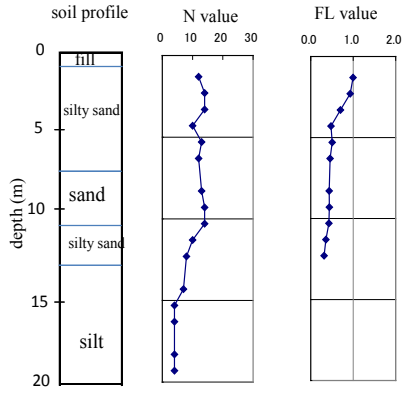 soil profile
N value
FL value
0 10 20 30
0.0 1.0 2.0
0
fill
silty sand
5
sand
10
silty sand
15
silt
20
depth (m)